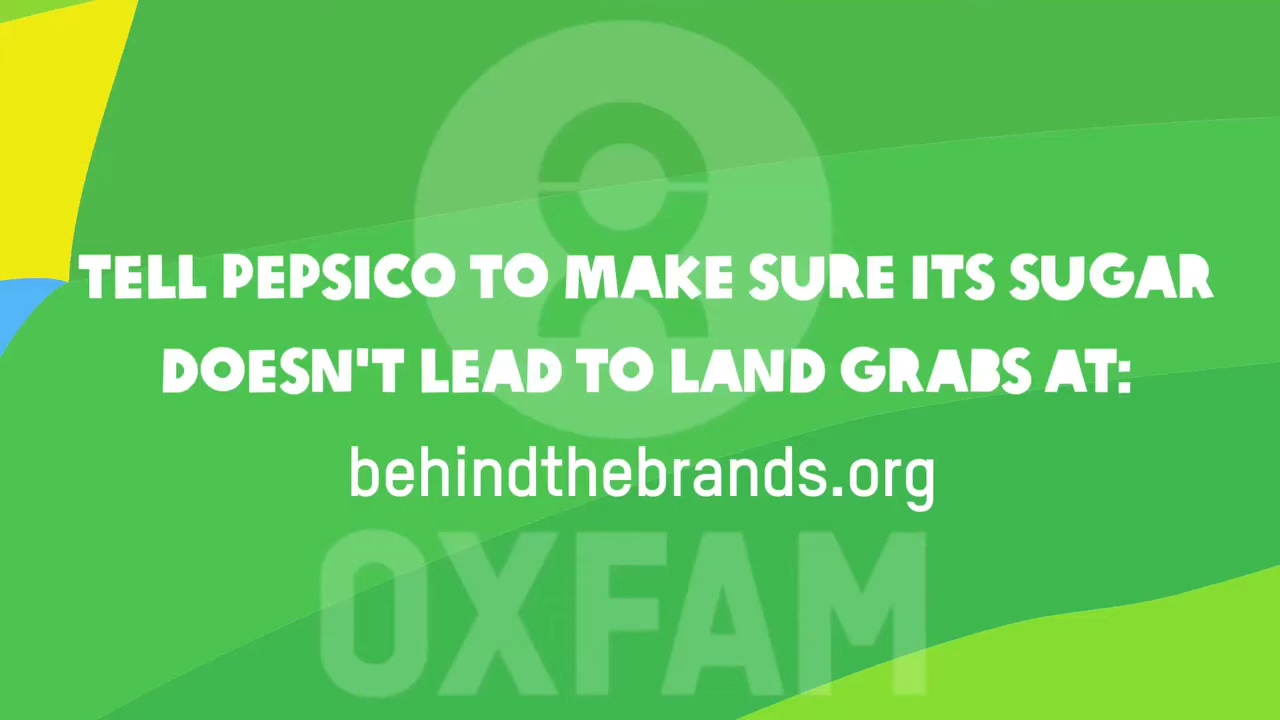 TELL PEPSICO TO MAKE SURE ITS SUGAR
DOESN'T LEAD TO LAND GRABS AT:
behindthebrands.org
OXFAM